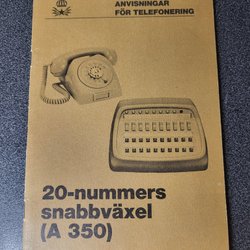 ANVISNINGAR
FÖR TELEFONERING
20-nummers
snabbväxel
(A 350)